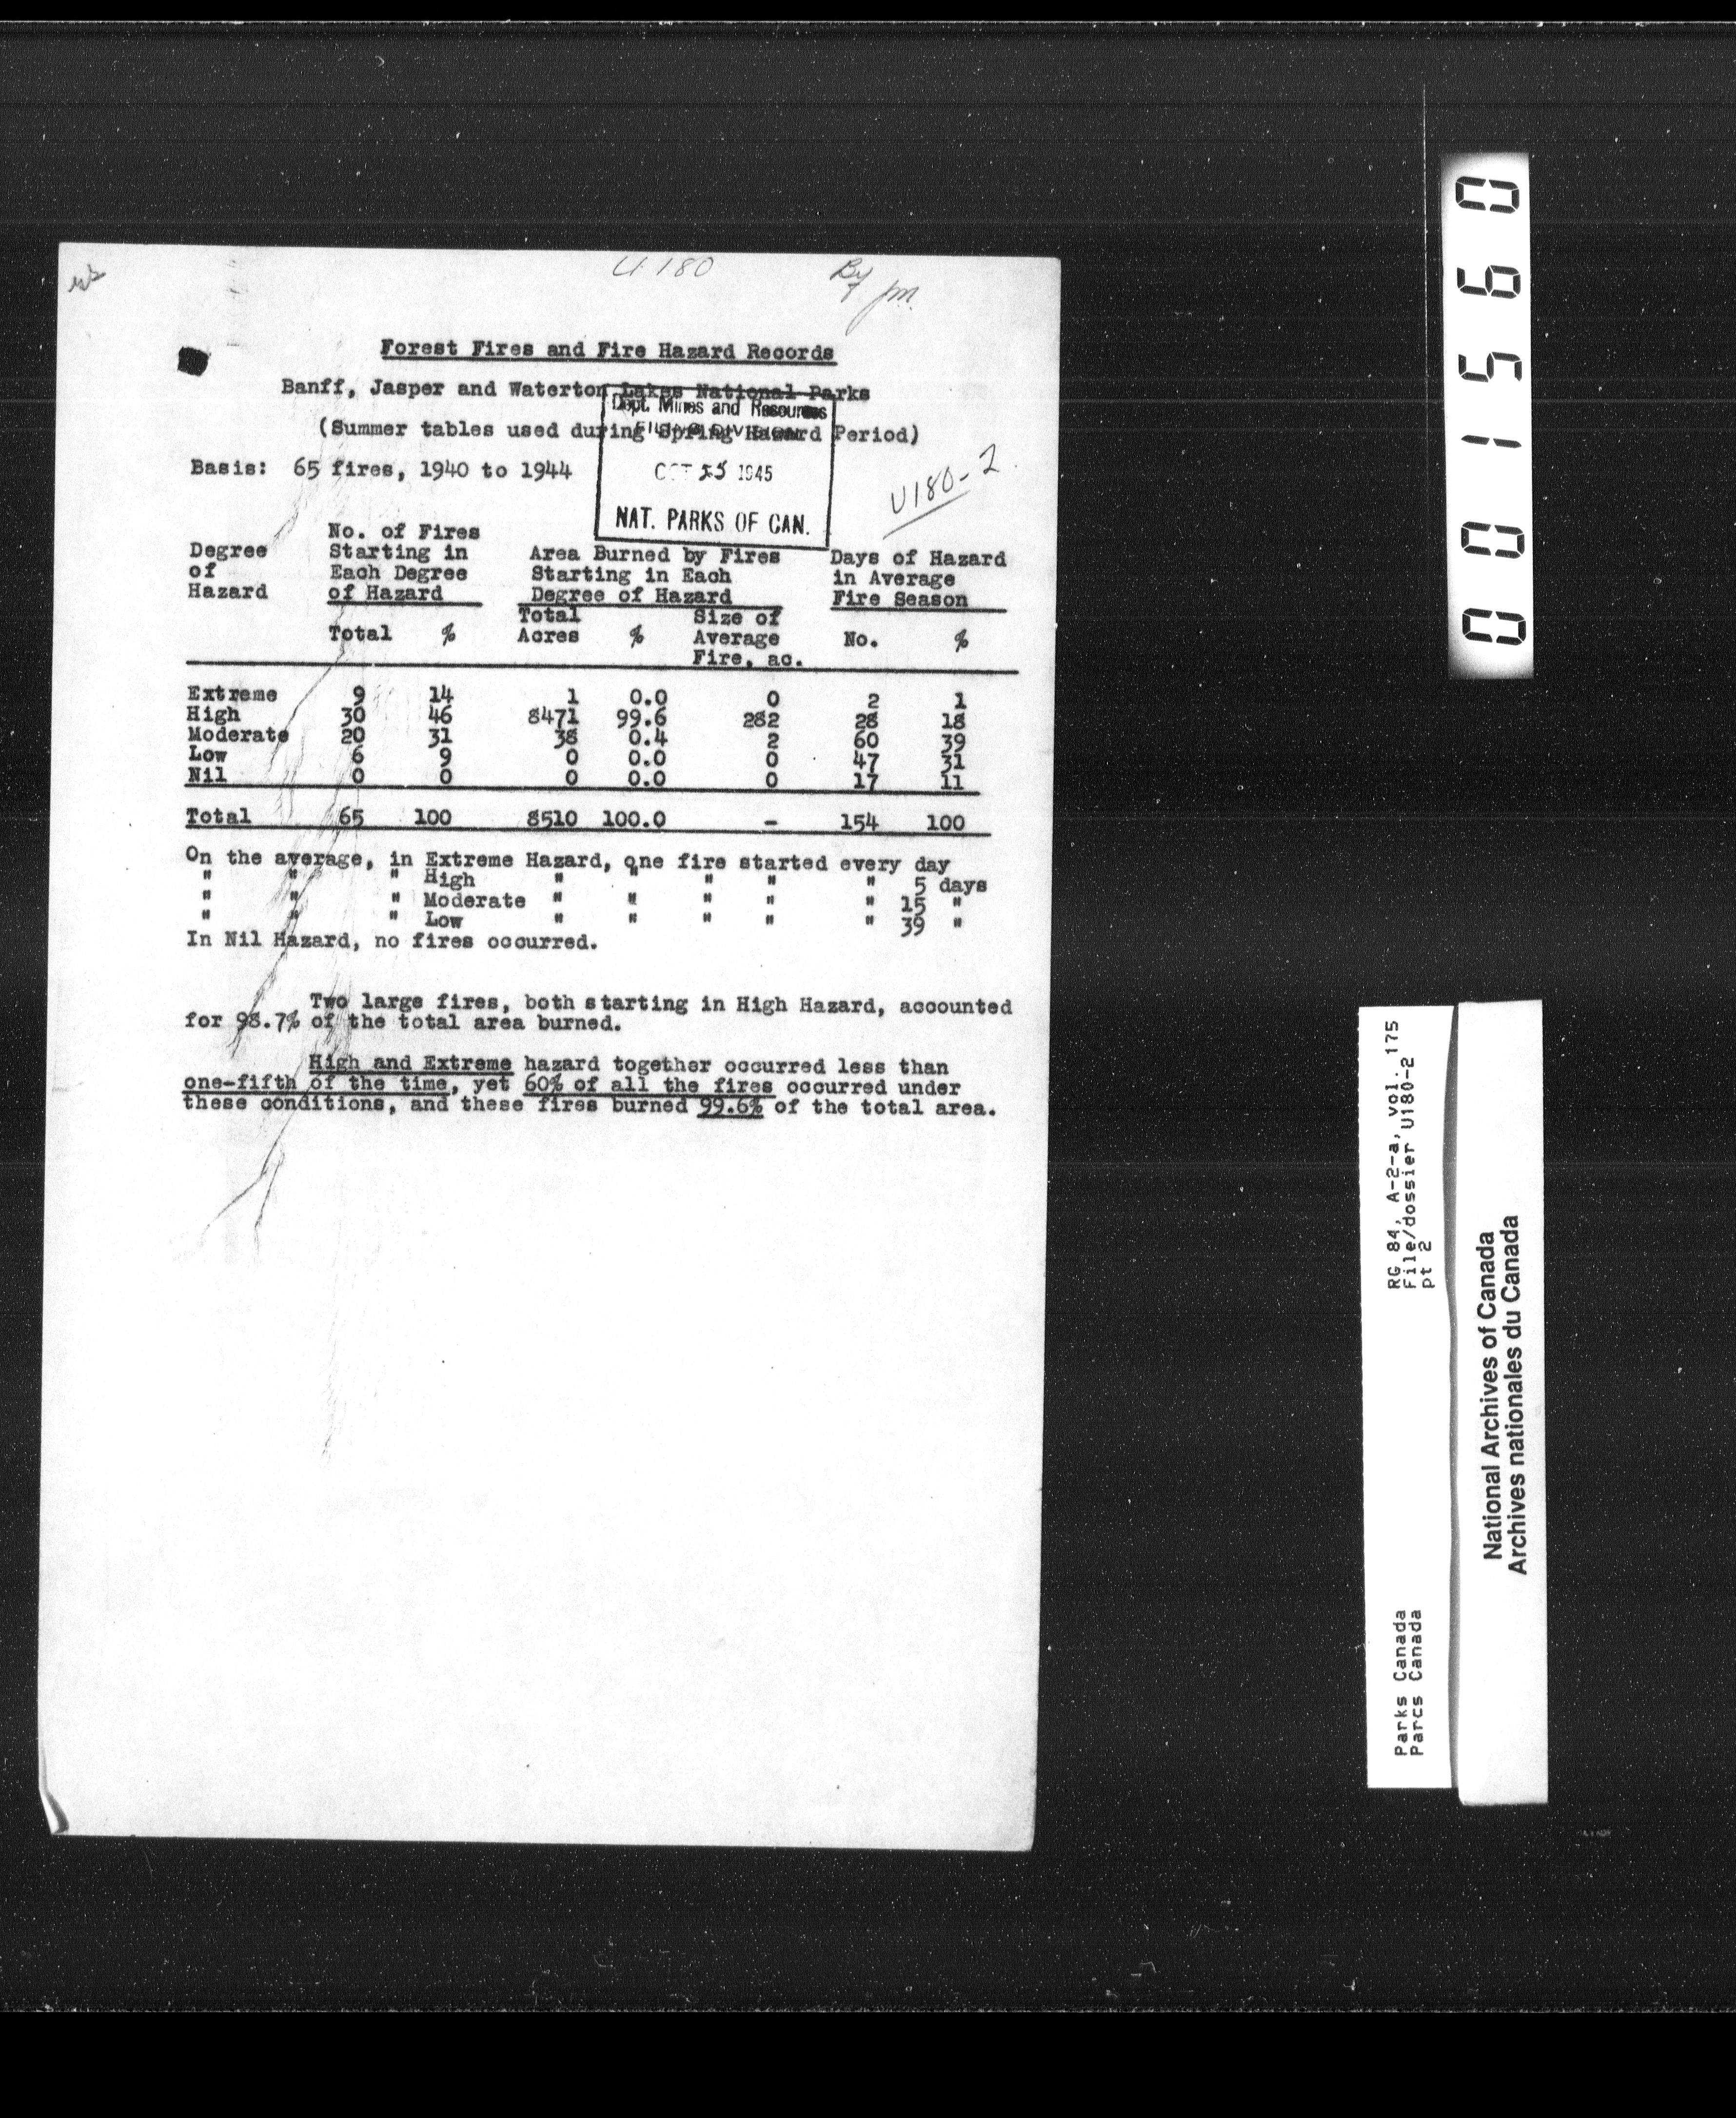 U 180
By
jm.
Forest Fires and Fire Hazard Records
Banff, Jasper and Waterton Lakes National Parks
(Summer tables used during Spring Hazard Period)
Dept. Mines and Resources
FILING DIVISION
OCT 25 1945
NAT. PARKS OF CAN.
Basis: 65 fires, 1940 to 1944
U180-2
Degree of Hazard
No. of Fires Starting in Each Degree of Hazard
Area Burned by Fires Starting in Each Degree of Hazard
Days of Hazard in Average Fire Season
Total % Total Acres % Size of Average Fire, ac. No. %
Extreme 9 14 1 0.0 0 2 1
High 30 46 8471 99.6 282 28 18
Moderate 20 31 38 0.4 2 60 39
Low 6 9 0 0.0 0 47 31
Nil 0 0 0 0.0 0 17 11
Total 65 100 8510 100.0 - 154 100
On the average, in Extreme Hazard, one fire started every day
" " " High " " " " " 5 days
" " " Moderate " " " " " 15 "
" " " Low " " " " " 39 "
In Nil Hazard, no fires occurred.
Two large fires, both starting in High Hazard, accounted
for 98.7% of the total area burned.
High and Extreme hazard together occurred less than
one-fifth of the time, yet 60% of all the fires occurred under
these conditions, and these fires burned 99.6% of the total area.
001560
RG 84, A-2-a, vol. 175
File/dossier U180-2
pt 2
Parks Canada
Parcs Canada
National Archives of Canada
Archives nationales du Canada